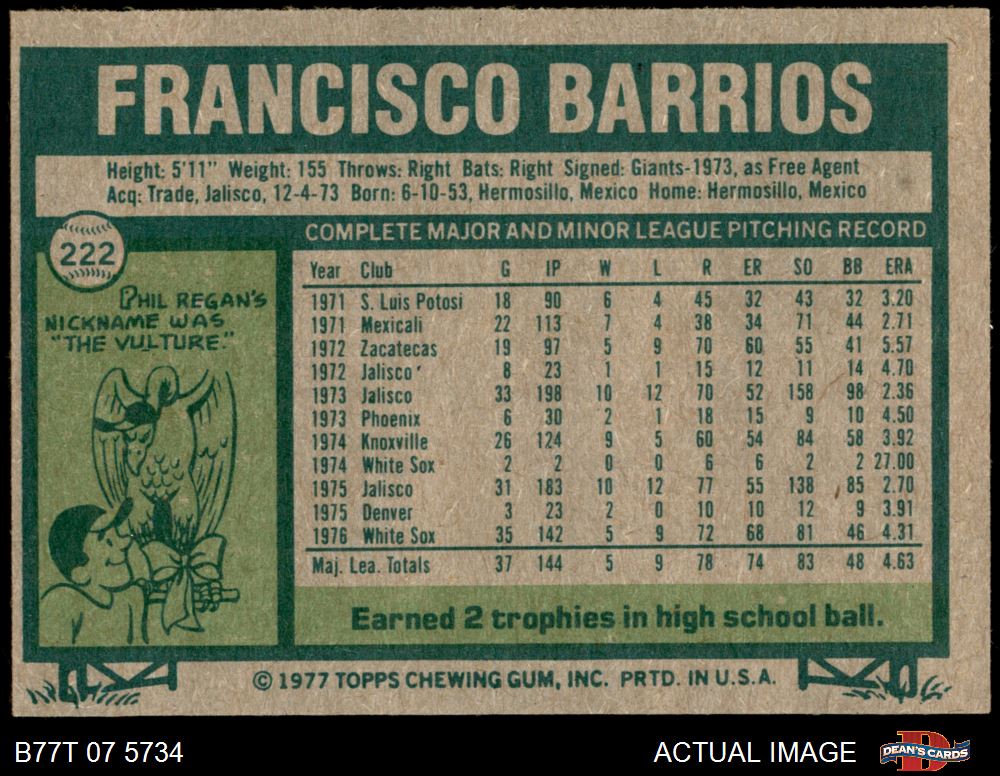 FRANCISCO BARRIOS
Height: 5'11" Weight: 155 Throws: Right Bats: Right Signed: Giants-1973, as Free Agent
Acq: Trade, Jalisco, 12-4-73 Born: 6-10-53, Hermosillo, Mexico Home: Hermosillo, Mexico
222
PHIL REGAN'S
NICKNAME WAS
"THE VULTURE."
COMPLETE MAJOR AND MINOR LEAGUE PITCHING RECORD
Year Club G IP W L R ER SO BB ERA
1971 S. Luis Potosi 18 90 6 4 45 32 43 32 3.20
1971 Mexicali 22 113 7 4 38 34 71 44 2.71
1972 Zacatecas 19 97 5 9 70 60 55 41 5.57
1972 Jalisco 8 23 1 1 15 12 11 14 4.70
1973 Jalisco 33 198 10 12 70 52 158 98 2.36
1973 Phoenix 6 30 2 1 18 15 9 10 4.50
1974 Knoxville 26 124 9 5 60 54 84 58 3.92
1974 White Sox 2 2 0 0 6 6 2 2 27.00
1975 Jalisco 31 183 10 12 77 55 138 85 2.70
1975 Denver 3 23 2 0 10 10 12 9 3.91
1976 White Sox 35 142 5 9 72 68 81 46 4.31
Maj. Lea. Totals 37 144 5 9 78 74 83 48 4.63
Earned 2 trophies in high school ball.
© 1977 TOPPS CHEWING GUM, INC. PRTD. IN U.S.A.
B77T 07 5734
ACTUAL IMAGE
D
DEAN'S CARDS